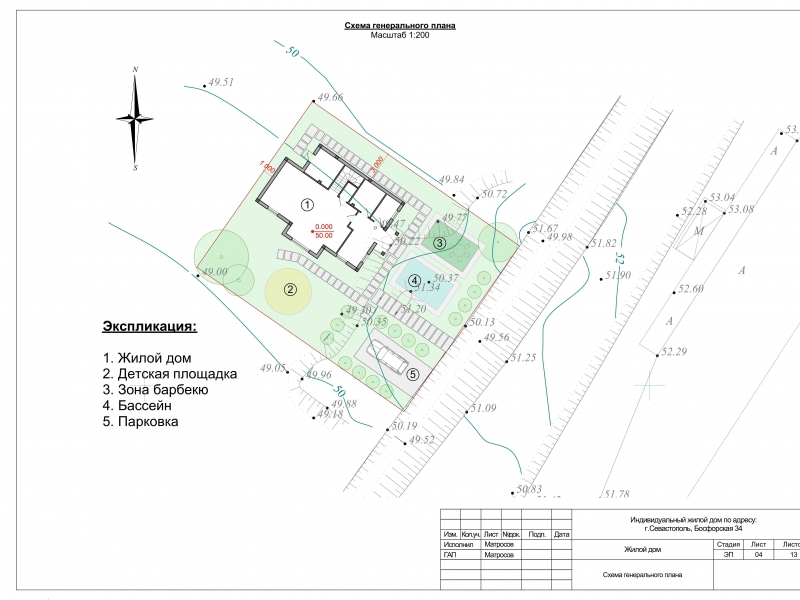 Схема генерального плана
Масштаб 1:200
50
49.51
49.66
N
S
49.84
50.72
1.000
3.000
1
0.000
50.00
49.47
50.22
49.77
3
51.67
49.98
51.82
52
51.90
53.04
52.28
53.08
М
А
А
А
52.60
52.29
49.00
2
4
50.37
51.34
51.20
49.30
50.35
50.13
49.56
51.25
5
49.05
49.96
50
49.88
49.18
51.09
50.19
49.52
50.83
51.78
Экспликация:
1. Жилой дом
2. Детская площадка
3. Зона барбекю
4. Бассейн
5. Парковка
Индивидуальный жилой дом по адресу:
г.Севастополь, Босфорская 34
Изм. Кол.уч. Лист №док. Подп. Дата
Исполнил Матросов
ГАП Матросов
Жилой дом
Стадия Лист
ЭП 04 13
Схема генерального плана